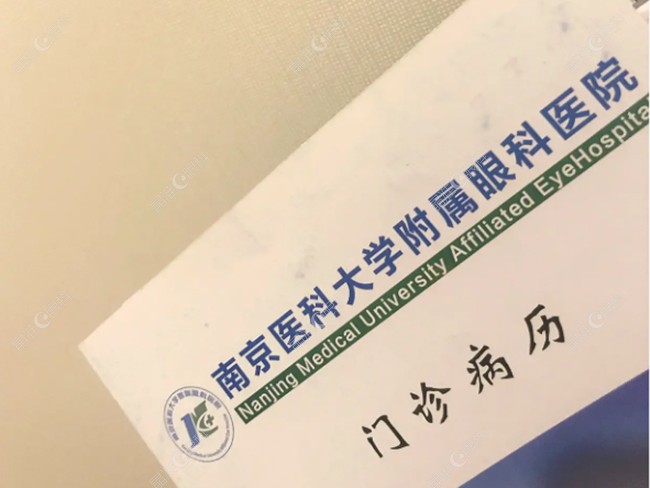 南京医科大学附属眼科医院
Nanjing Medical University Affiliated EyeHospital
门诊病历